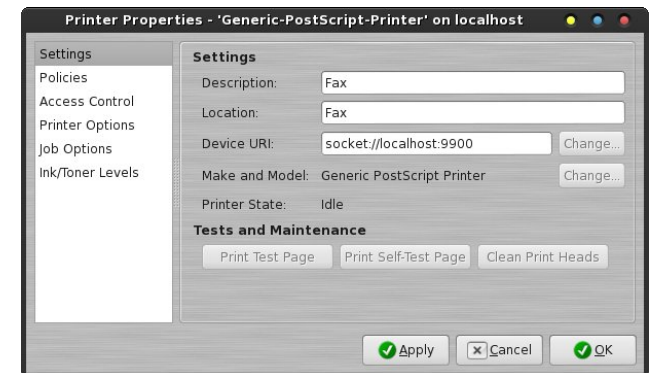 Printer Properties - 'Generic-PostScript-Printer' on localhost
Settings
Policies
Access Control
Printer Options
Job Options
Ink/Toner Levels
Settings
Description: Fax
Location: Fax
Device URI: socket://localhost:9900 Change...
Make and Model: Generic PostScript Printer Change...
Printer State: Idle
Tests and Maintenance
Print Test Page Print Self-Test Page Clean Print Heads
Apply Cancel OK